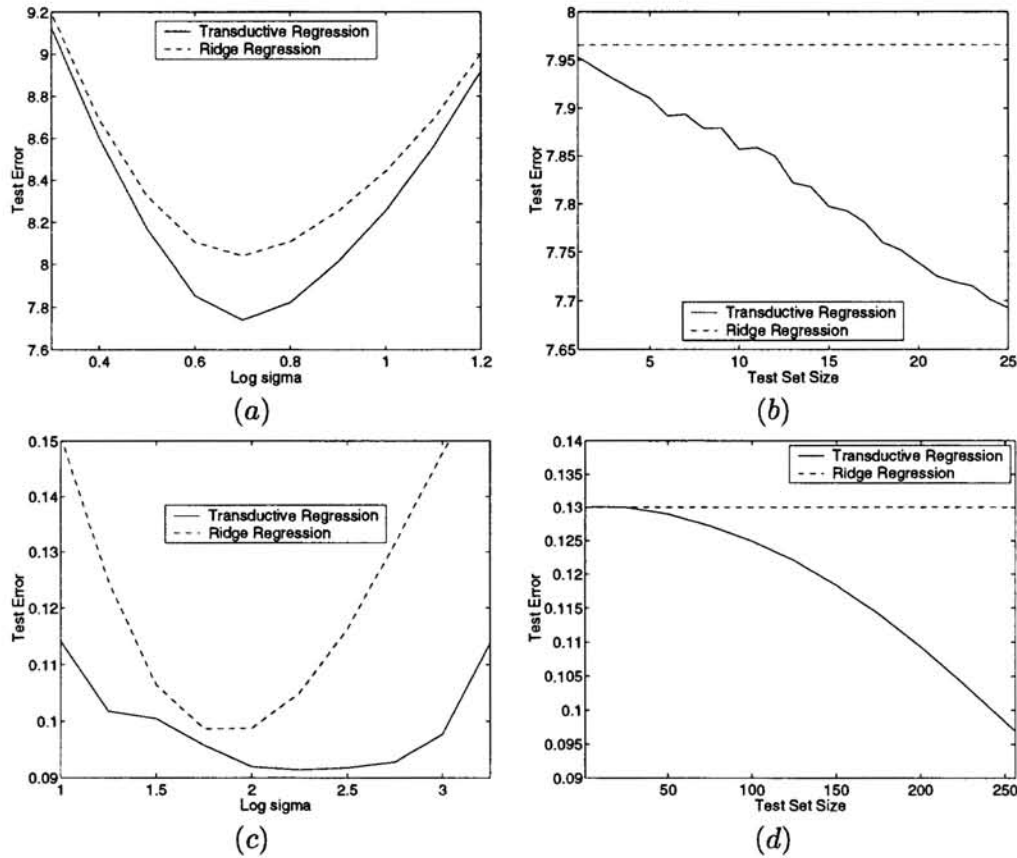 9.2
9
8.8
8.6
8.4
8.2
8
7.8
7.6
Test Error
Transductive Regression
Ridge Regression
0.4 0.6 0.8 1 1.2
Log sigma
(a)
8
7.95
7.9
7.85
7.8
7.75
7.7
7.65
Test Error
Transductive Regression
Ridge Regression
5 10 15 20 25
Test Set Size
(b)
0.15
0.14
0.13
0.12
0.11
0.1
0.09
Test Error
Transductive Regression
Ridge Regression
1 1.5 2 2.5 3
Log sigma
(c)
0.14
0.135
0.13
0.125
0.12
0.115
0.11
0.105
0.1
0.095
0.09
Test Error
Transductive Regression
Ridge Regression
50 100 150 200 250
Test Set Size
(d)